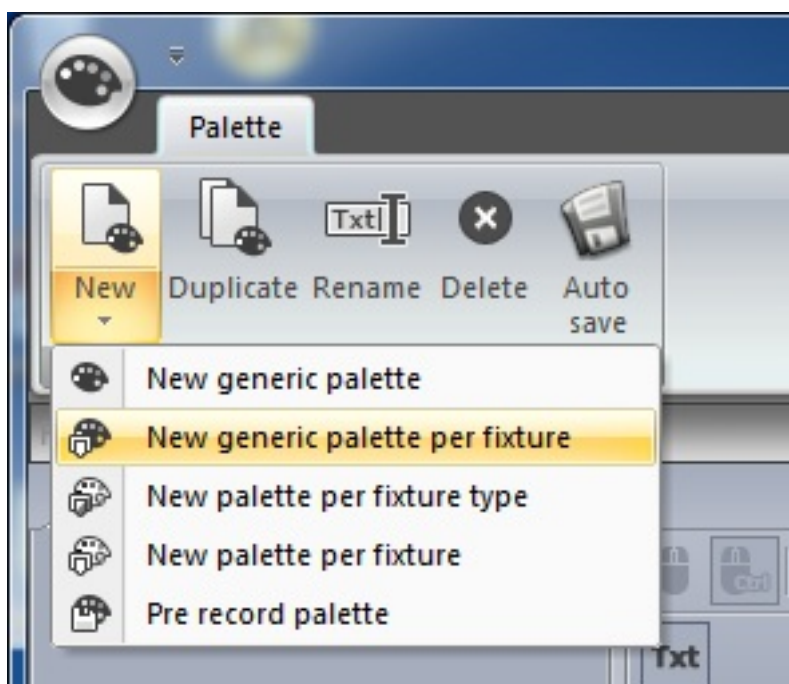 Palette
Txt
New
Duplicate
Rename
Delete
Auto
save
New generic palette
New generic palette per fixture
New palette per fixture type
New palette per fixture
Pre record palette
Ctrl
Txt